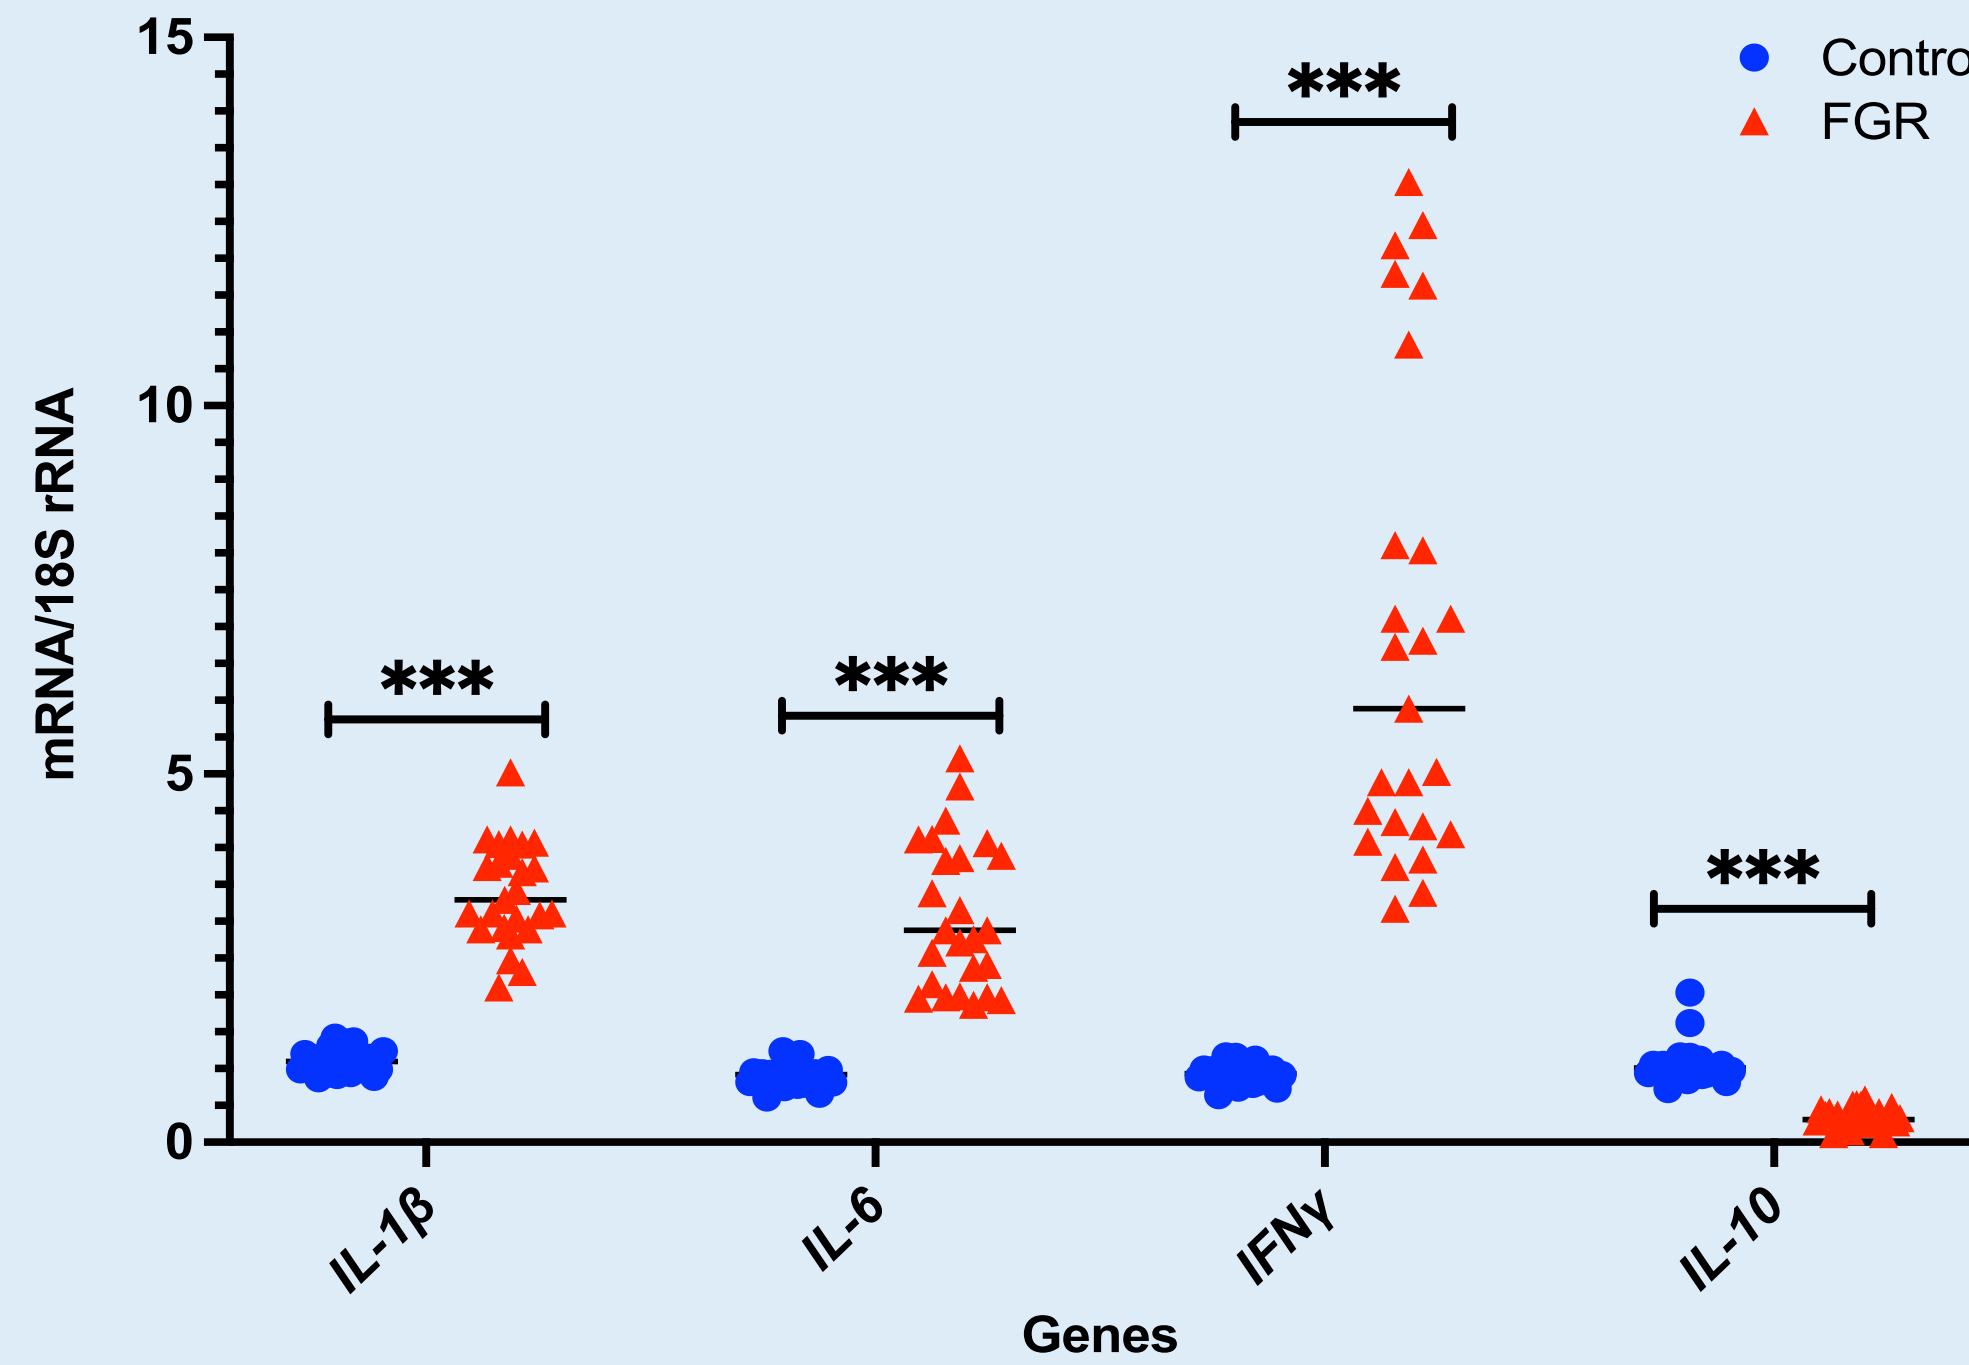 15
10
5
0
mRNA/18S rRNA
Contro
FGR
***
***
***
***
IL-1β
IL-6
IFNγ
IL-10
Genes